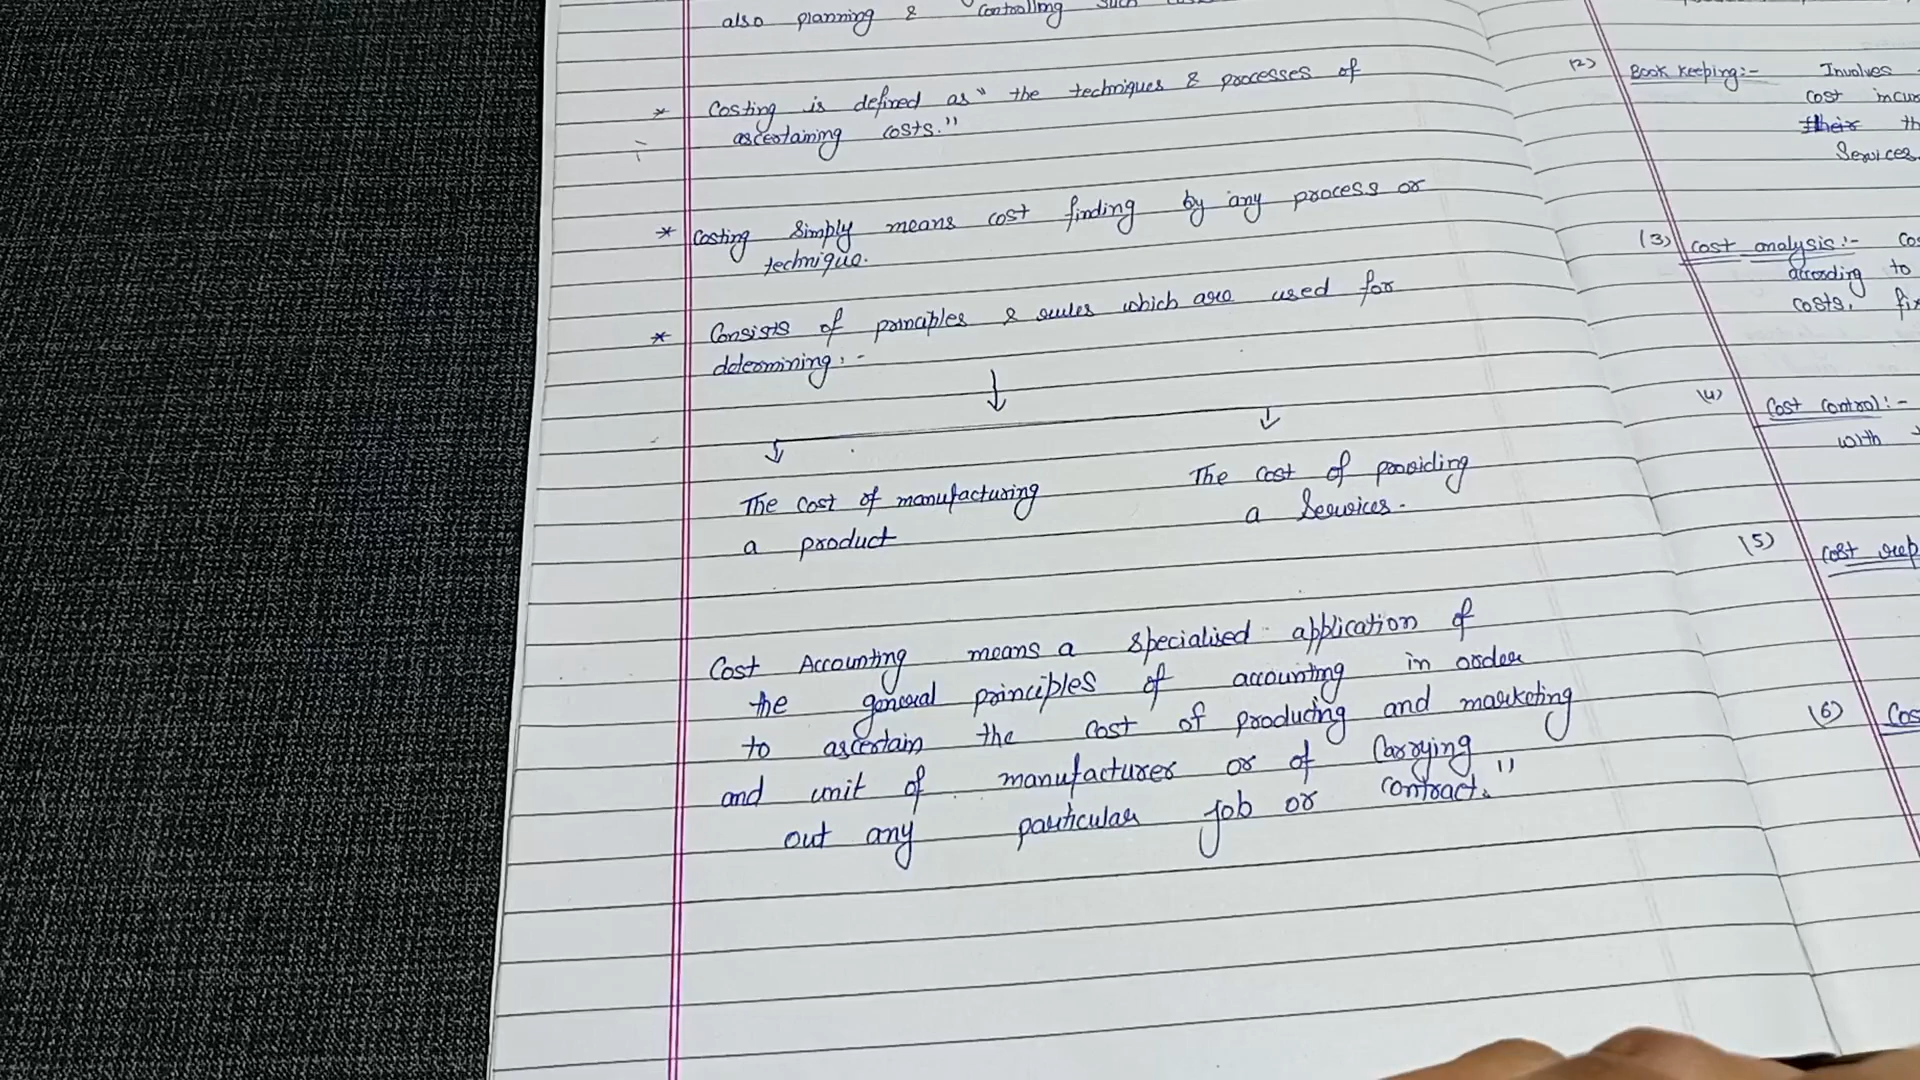 also planning & Controlling such
* Costing is defined as " the techniques & processes of
ascertaining costs."
* Costing Simply means cost finding by any process or
technique.
* Consists of principles & rules which are used for
determining:-
The cost of manufacturing
a product
The cost of providing
a Services.
Cost Accounting means a specialised application of
the general principles of accounting in order
to ascertain the cost of producing and marketing
and unit of manufacturer or of Carrying
out any particular job or contract."
(2) Book keeping:- Involves
cost
their
Services
(3) Cost analysis:-
according to
costs,
(4) Cost Control:-
with
(5) Cost
(6)